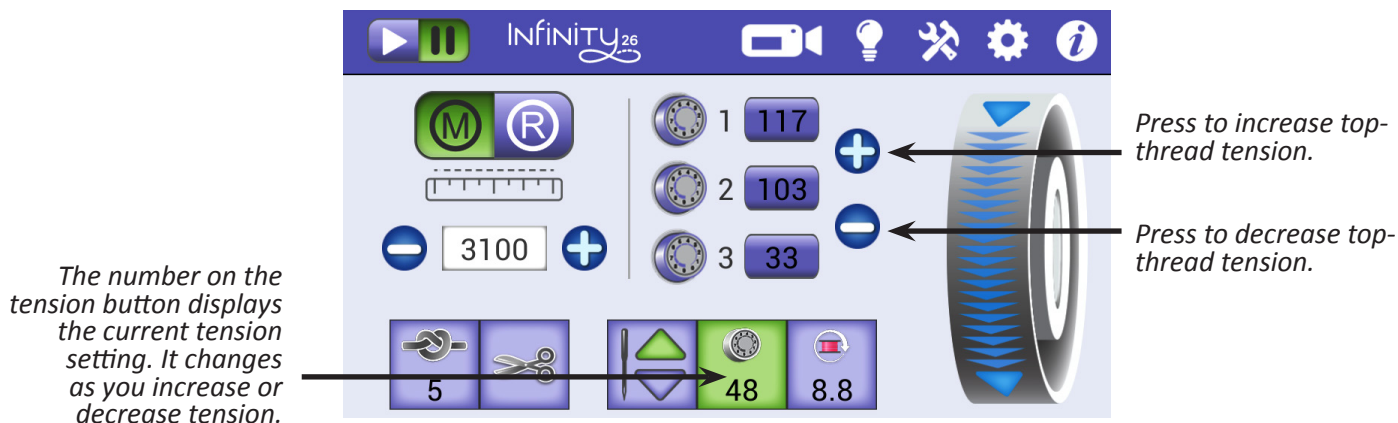 INfiNiTy 26
M R
1 117
2 103
3100
3 33
5
48
8.8
Press to increase top-
thread tension.
Press to decrease top-
thread tension.
The number on the
tension button displays
the current tension
setting. It changes
as you increase or
decrease tension.